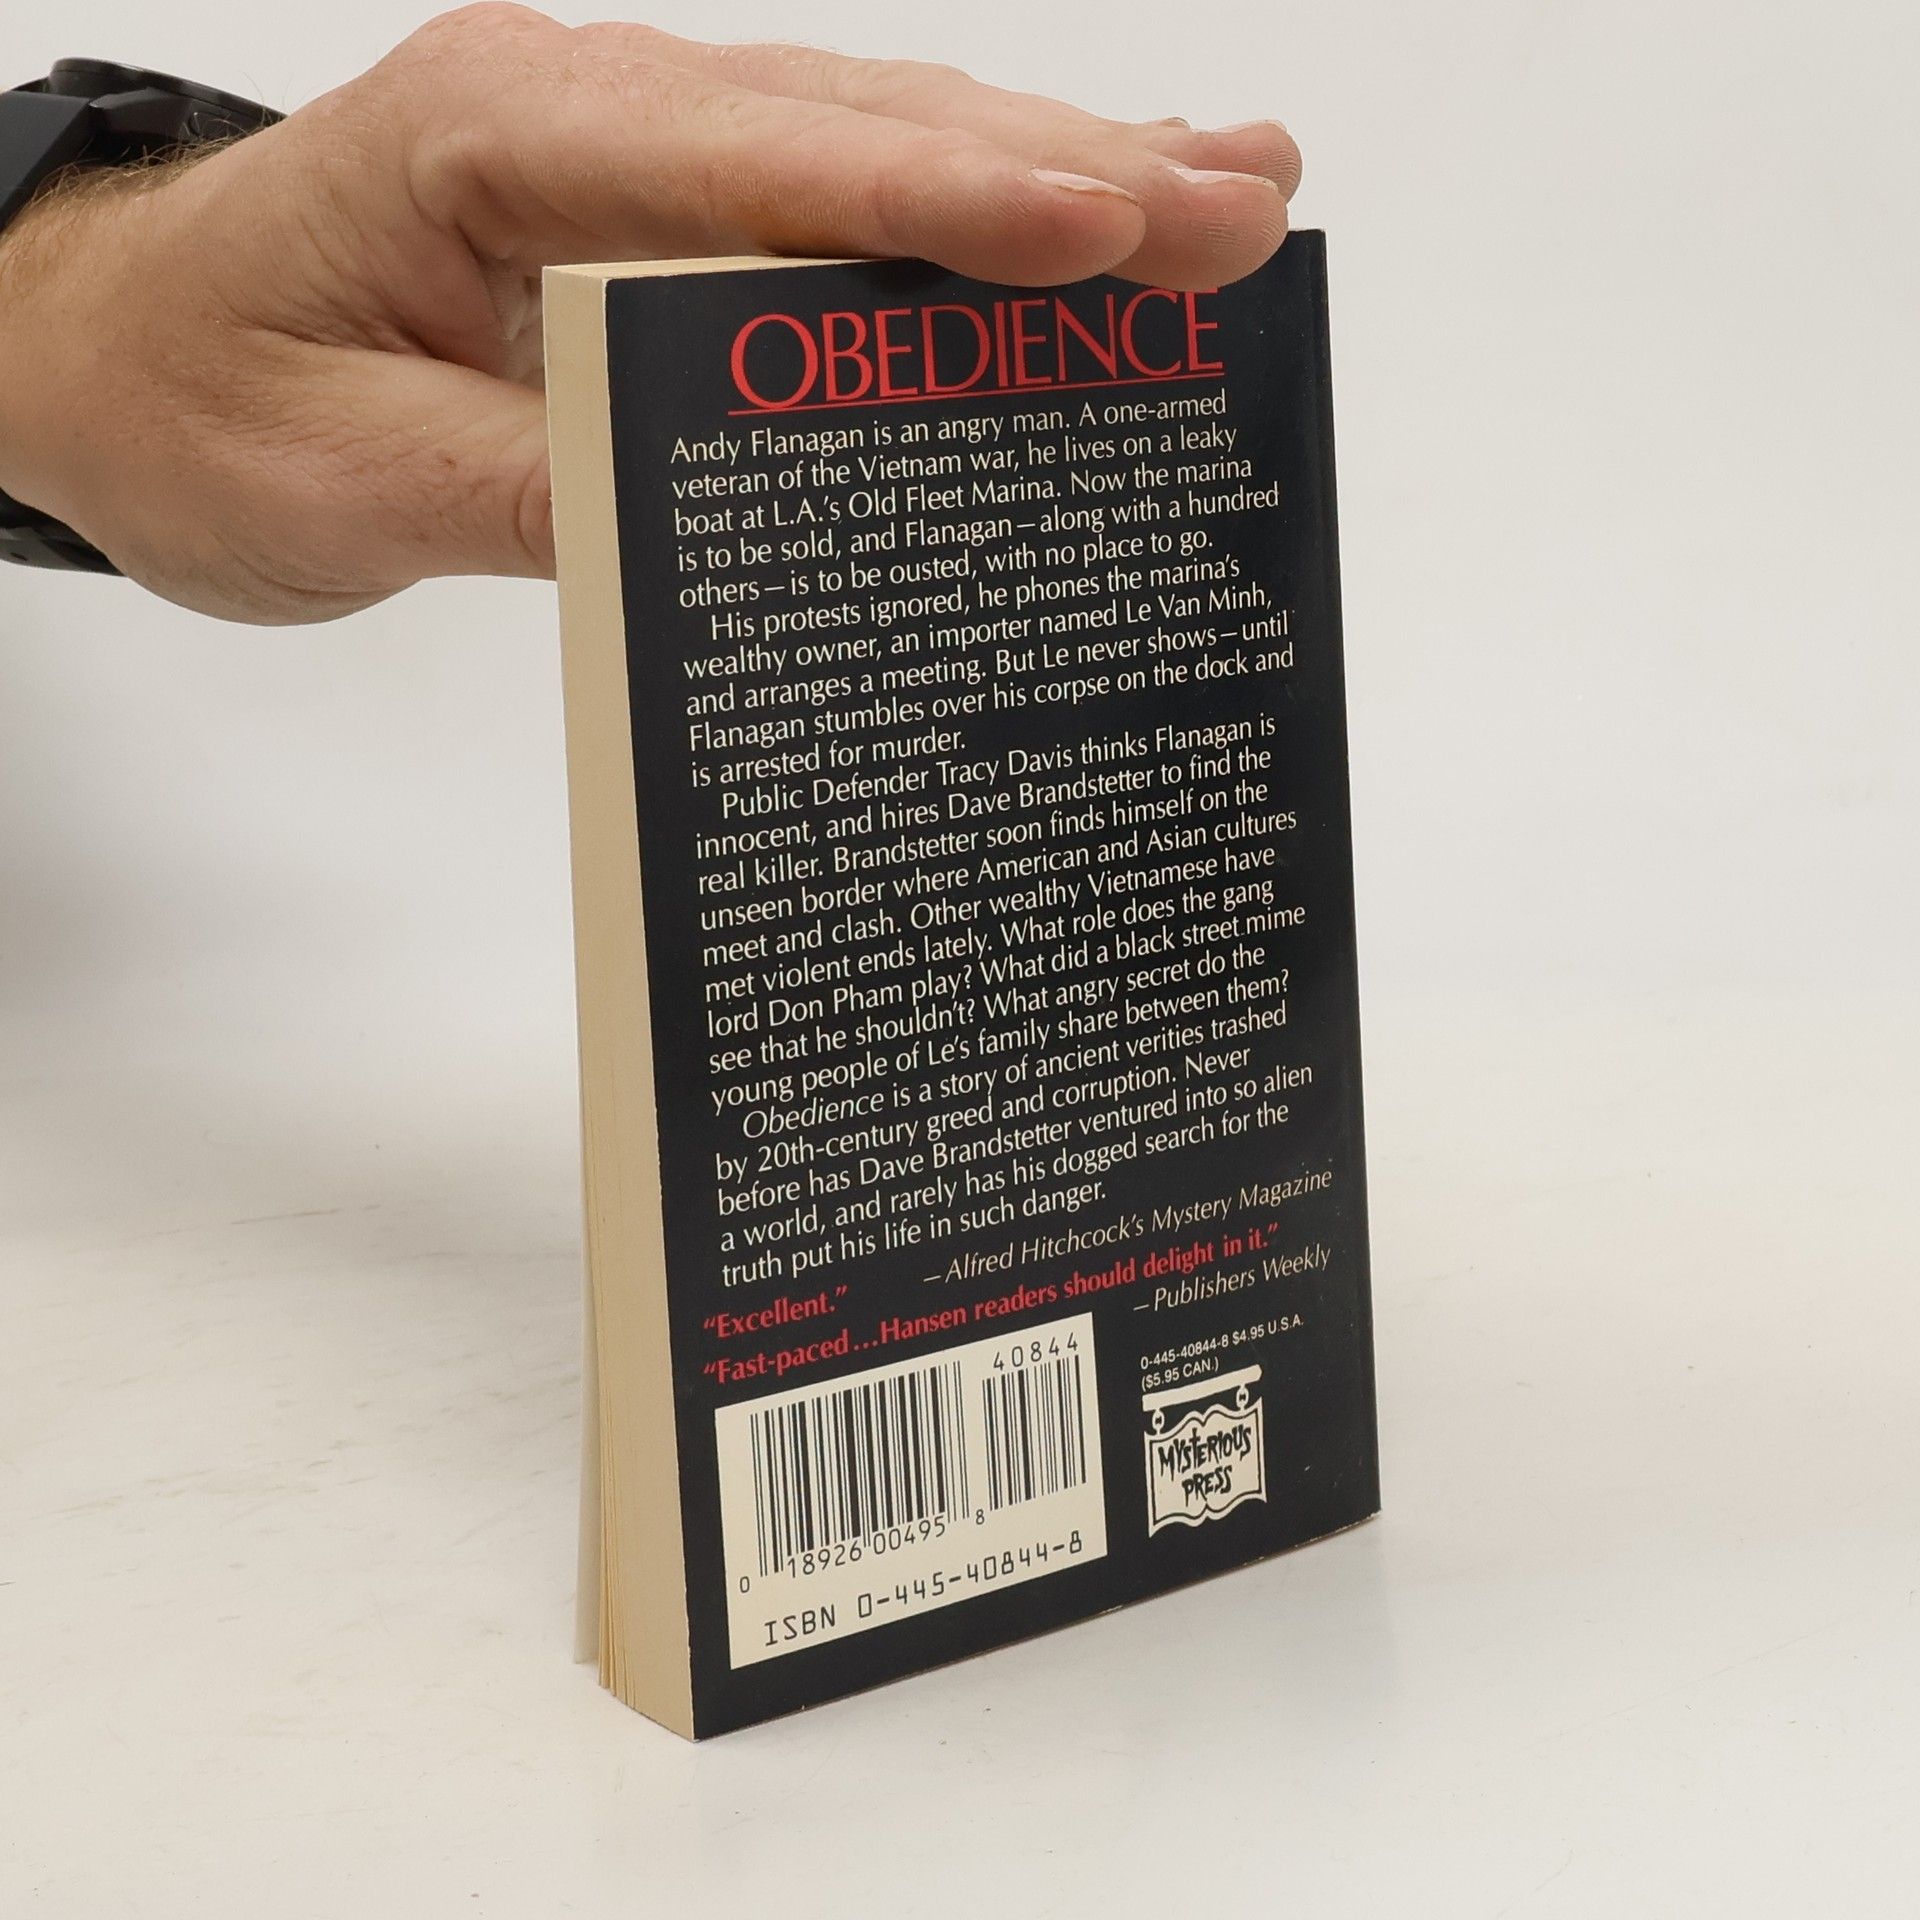 OBEDIENCE
Andy Flanagan is an angry man. A one-armed
veteran of the Vietnam war, he lives on a leaky
boat at L.A.'s Old Fleet Marina. Now the marina
is to be sold, and Flanagan—along with a hundred
others—is to be ousted, with no place to go.
His protests ignored, he phones the marina's
wealthy owner, an importer named Le Van Minh,
and arranges a meeting. But Le never shows—until
Flanagan stumbles over his corpse on the dock and
is arrested for murder.
Public Defender Tracy Davis thinks Flanagan is
innocent, and hires Dave Brandstetter to find the
real killer. Brandstetter soon finds himself on the
unseen border where American and Asian cultures
meet and clash. Other wealthy Vietnamese have
met violent ends lately. What role does the gang
lord Don Pham play? What did a black street mime
see that he shouldn't? What angry secret do the
young people of Le's family share between them?
Obedience is a story of ancient verities trashed
by 20th-century greed and corruption. Never
before has Dave Brandstetter ventured into so alien
a world, and rarely has his dogged search for the
truth put his life in such danger.
"Excellent." —Alfred Hitchcock's Mystery Magazine
"Fast-paced...Hansen readers should delight in it."
—Publishers Weekly
40844
0 18926 00495 8
ISBN 0-445-40844-8
0-445-40844-8 $4.95 U.S.A.
($5.95 CAN.)
MYSTERIOUS
PRESS